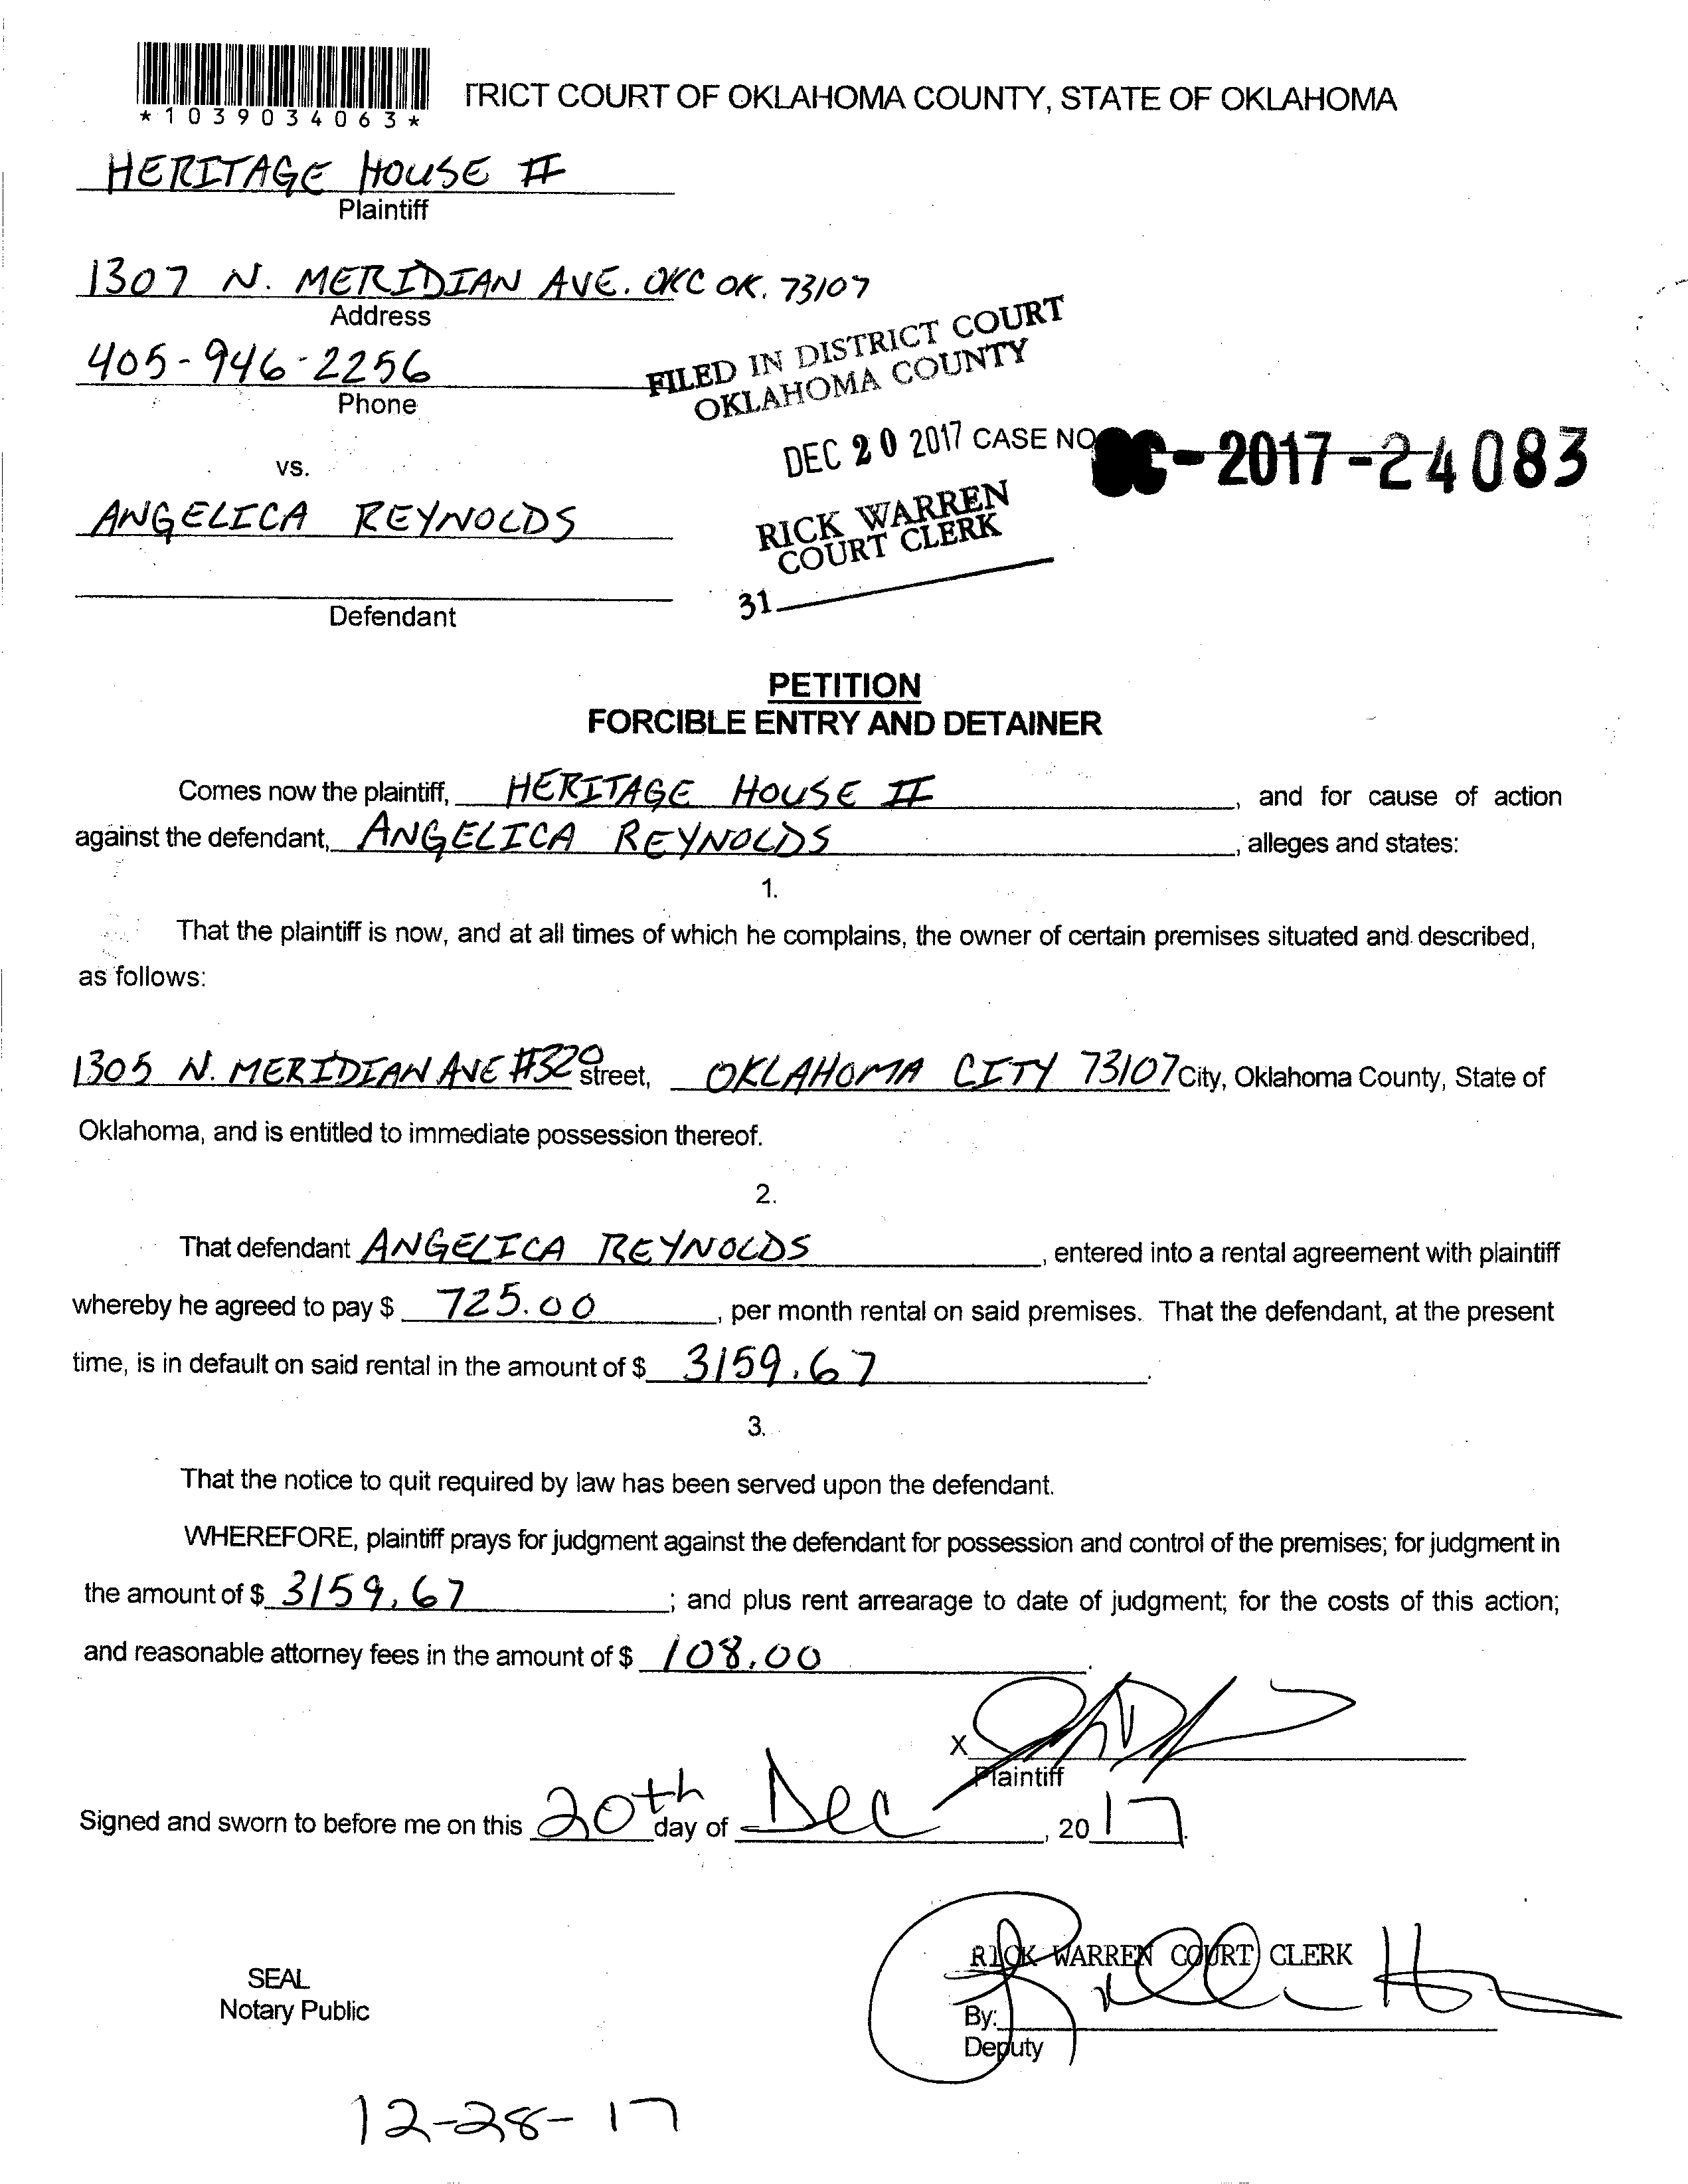 *1039034063*
TRICT COURT OF OKLAHOMA COUNTY, STATE OF OKLAHOMA
HERITAGE HOUSE II
Plaintiff
1307 N. MERIDIAN AVE. OKC OK. 73107
Address
405-946-2256
Phone
FILED IN DISTRICT COURT
OKLAHOMA COUNTY
DEC 20 2017 CASE NO
C-2017-24083
vs.
RICK WARREN
COURT CLERK
ANGELICA REYNOLDS
31
Defendant
PETITION
FORCIBLE ENTRY AND DETAINER
Comes now the plaintiff, HERITAGE HOUSE II, and for cause of action
against the defendant, ANGELICA REYNOLDS, alleges and states:
1.
That the plaintiff is now, and at all times of which he complains, the owner of certain premises situated and described,
as follows:
1305 N. MERIDIAN AVE #320 street, OKLAHOMA CITY 73107 City, Oklahoma County, State of
Oklahoma, and is entitled to immediate possession thereof.
2.
That defendant ANGELICA REYNOLDS, entered into a rental agreement with plaintiff
whereby he agreed to pay $ 725.00, per month rental on said premises. That the defendant, at the present
time, is in default on said rental in the amount of $ 3159.67.
3.
That the notice to quit required by law has been served upon the defendant.
WHEREFORE, plaintiff prays for judgment against the defendant for possession and control of the premises; for judgment in
the amount of $ 3159.67; and plus rent arrearage to date of judgment; for the costs of this action;
and reasonable attorney fees in the amount of $ 108.00.
X
Plaintiff
Signed and sworn to before me on this 20th day of Dec, 2017.
RICK WARREN COURT CLERK
SEAL
Notary Public
By:
Deputy
12-28-17